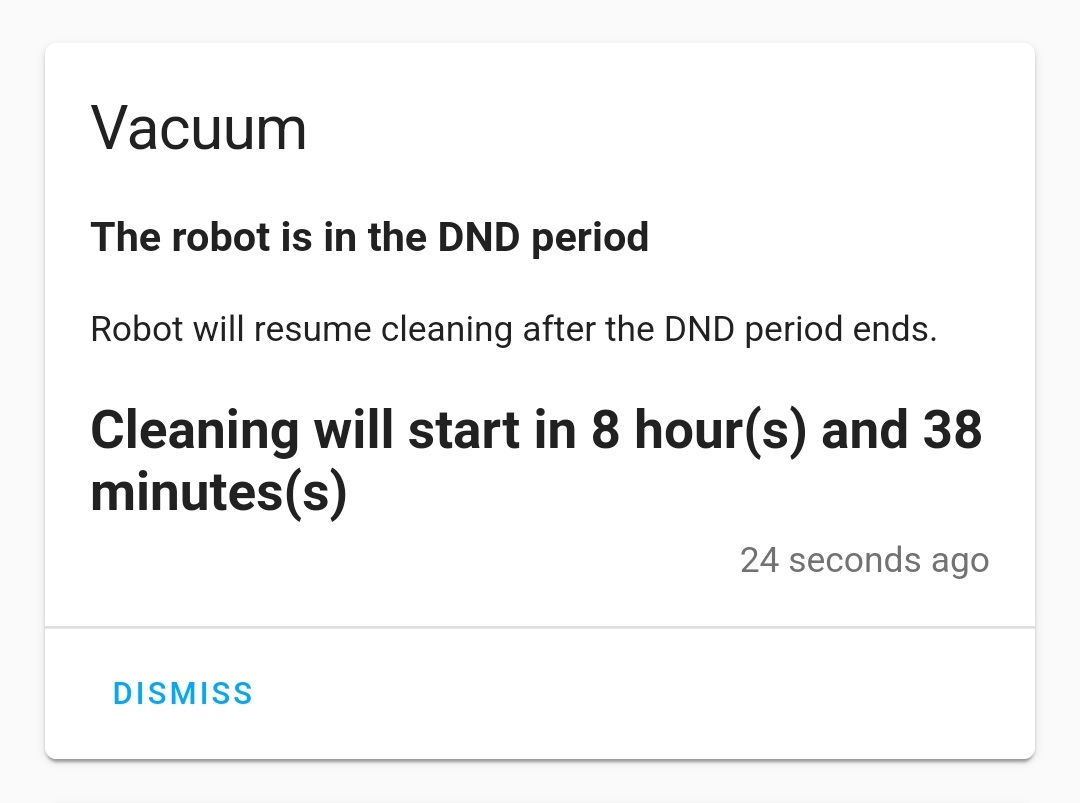 Vacuum
The robot is in the DND period
Robot will resume cleaning after the DND period ends.
Cleaning will start in 8 hour(s) and 38
minutes(s)
24 seconds ago
DISMISS